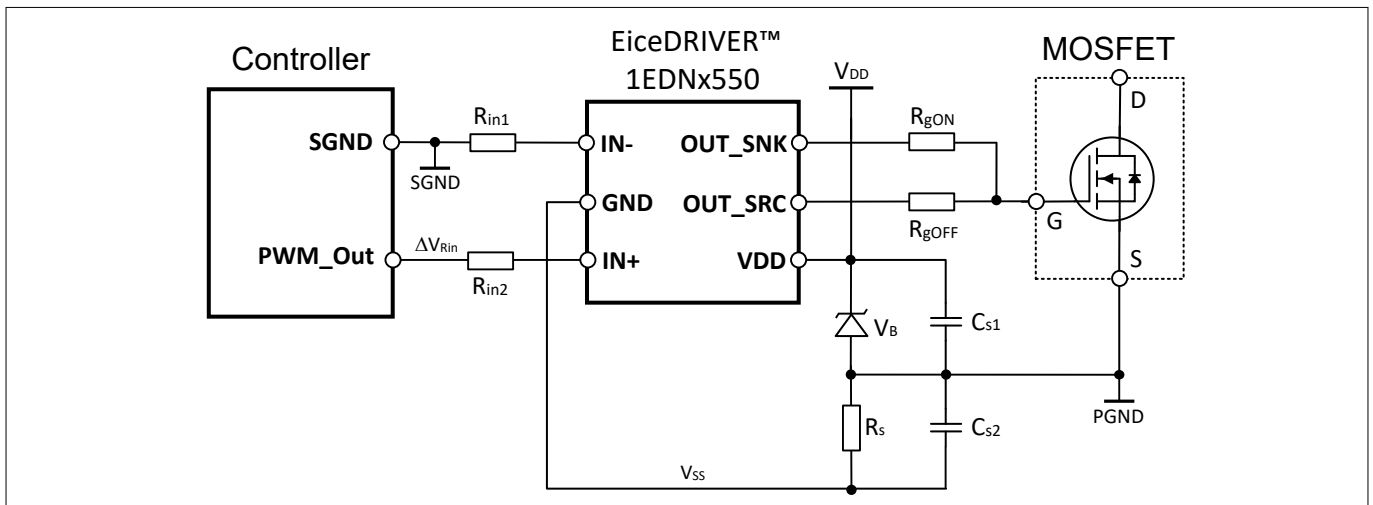 Controller
EiceDRIVER™
1EDNx550
MOSFET
VDD
D
SGND
Rin1
IN-
OUT_SNK
RgON
SGND
GND
OUT_SRC
G
RgOFF
PWM_Out
ΔVRin
Rin2
IN+
VDD
S
VB
Cs1
PGND
Rs
Cs2
VSS